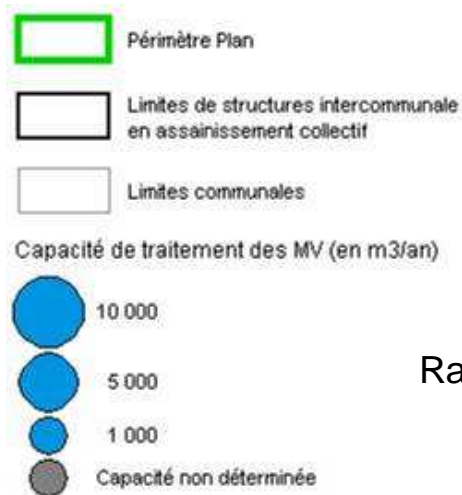 Périmètre Plan
Limites de structures intercommunale
en assainissement collectif
Limites communales
Capacité de traitement des MV (en m3/an)
10 000
5 000
Ra
1 000
Capacité non déterminée